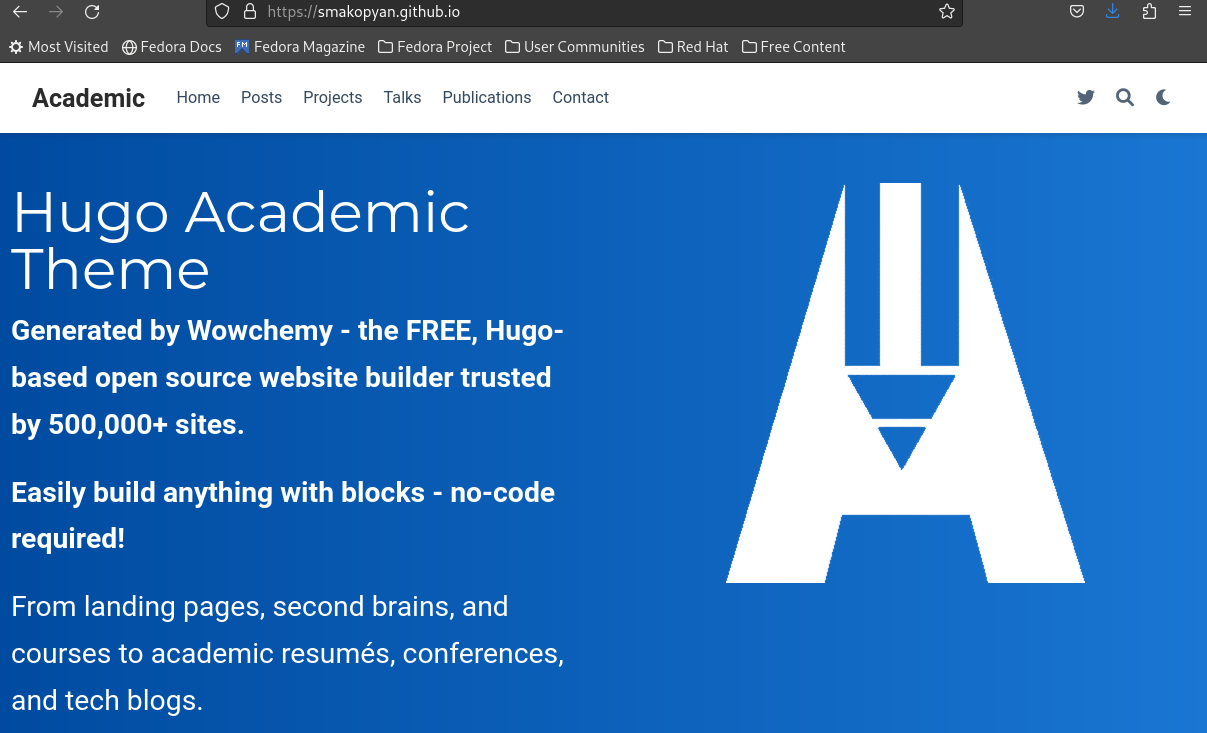 https://smakopyan.github.io
Most Visited Fedora Docs FM Fedora Magazine Fedora Project User Communities Red Hat Free Content
Academic Home Posts Projects Talks Publications Contact
Hugo Academic
Theme
Generated by Wowchemy - the FREE, Hugo-
based open source website builder trusted
by 500,000+ sites.
Easily build anything with blocks - no-code
required!
From landing pages, second brains, and
courses to academic resumés, conferences,
and tech blogs.